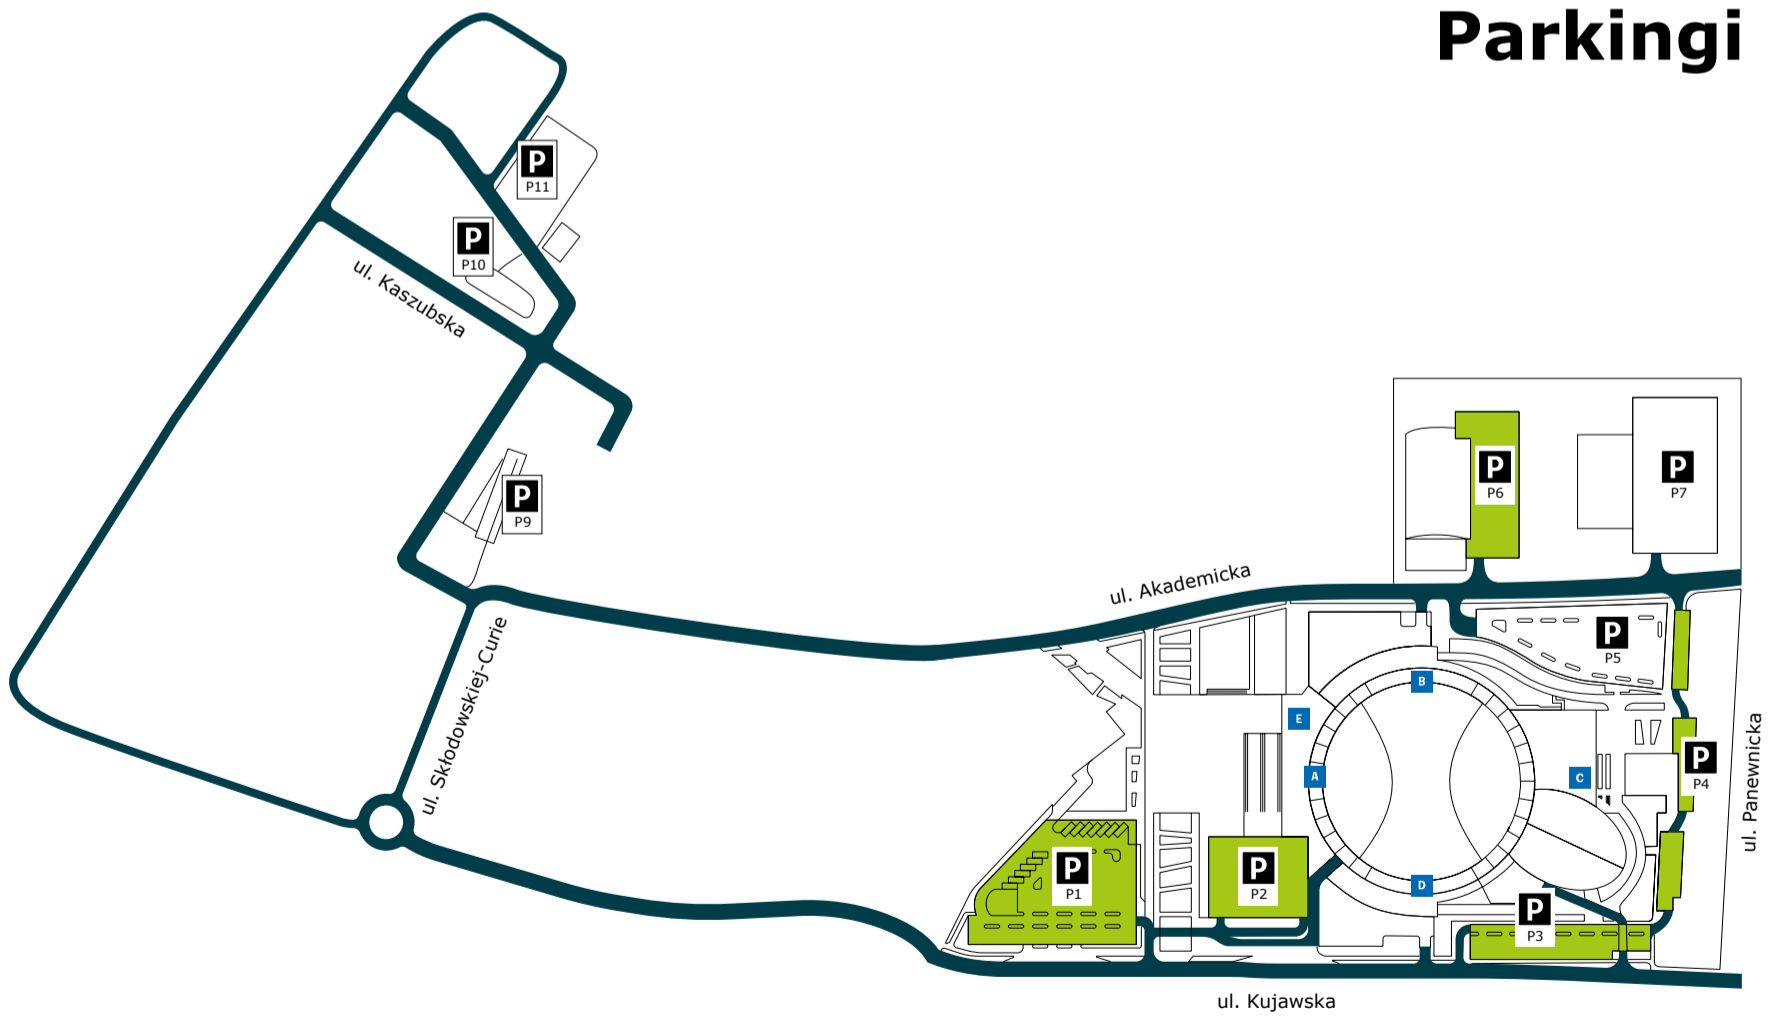 Parkingi
P
P11
P
P10
ul. Kaszubska
P
P9
P
P6
P
P7
ul. Akademicka
ul. Skłodowskiej-Curie
P
P5
B
E
A
C
P
P4
ul. Panewnicka
P
P1
P
P2
D
P
P3
ul. Kujawska